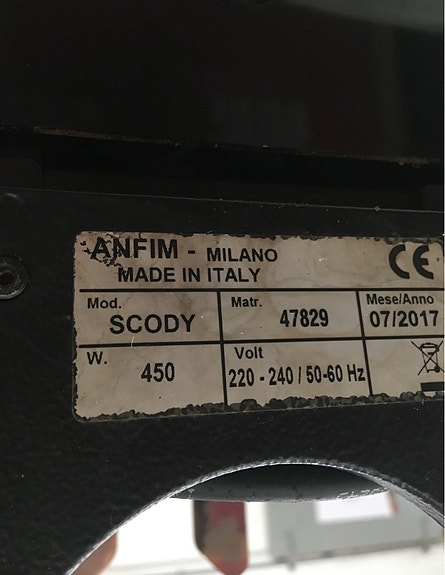 ANFIM - MILANO
MADE IN ITALY
CE
Mod. SCODY
Matr. 47829
Mese/Anno 07/2017
W. 450
Volt 220 - 240 / 50-60 Hz